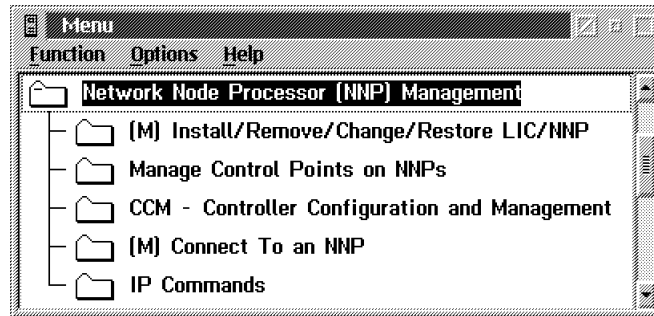 Menu
Function Options Help
Network Node Processor (NNP) Management
(M) Install/Remove/Change/Restore LIC/NNP
Manage Control Points on NNPs
CCM - Controller Configuration and Management
(M) Connect To an NNP
IP Commands